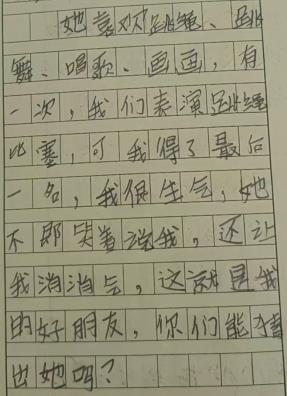 她喜欢跳绳、跳
舞、唱歌、画画，有
一次，我们表演跳绳
比赛，可我得了最后
一名，我很生气，她
不即笑着说我，还让
我消消气，这就是我
的好朋友，你们能猜
出她吗？